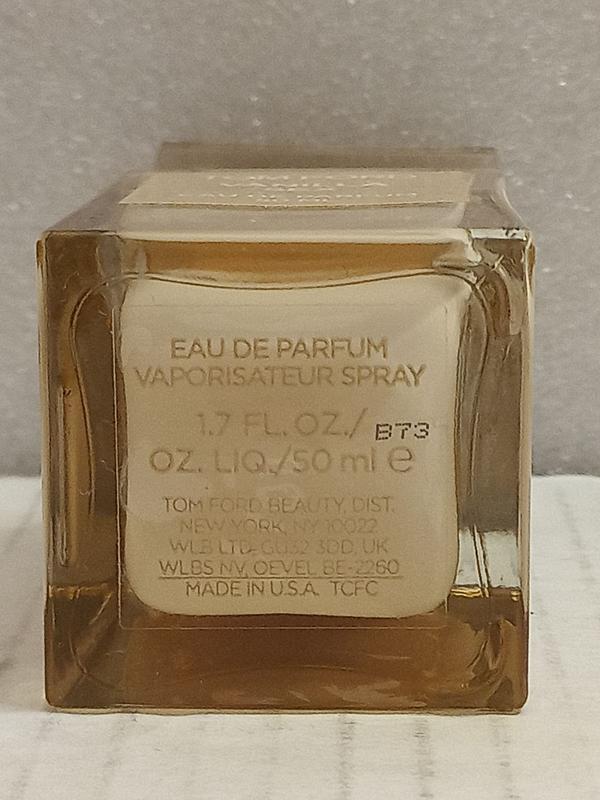 VANILLA
EAU DE PARFUM
VAPORISATEUR SPRAY
1.7 FL. OZ./
B73
OZ. LIQ./50 ml ℮
TOM FORD BEAUTY, DIST.
NEW YORK, NY 10022
WLB LTD, GU32 3DD, UK
WLBS NV, OEVEL BE-2260
MADE IN U.S.A. TCFC